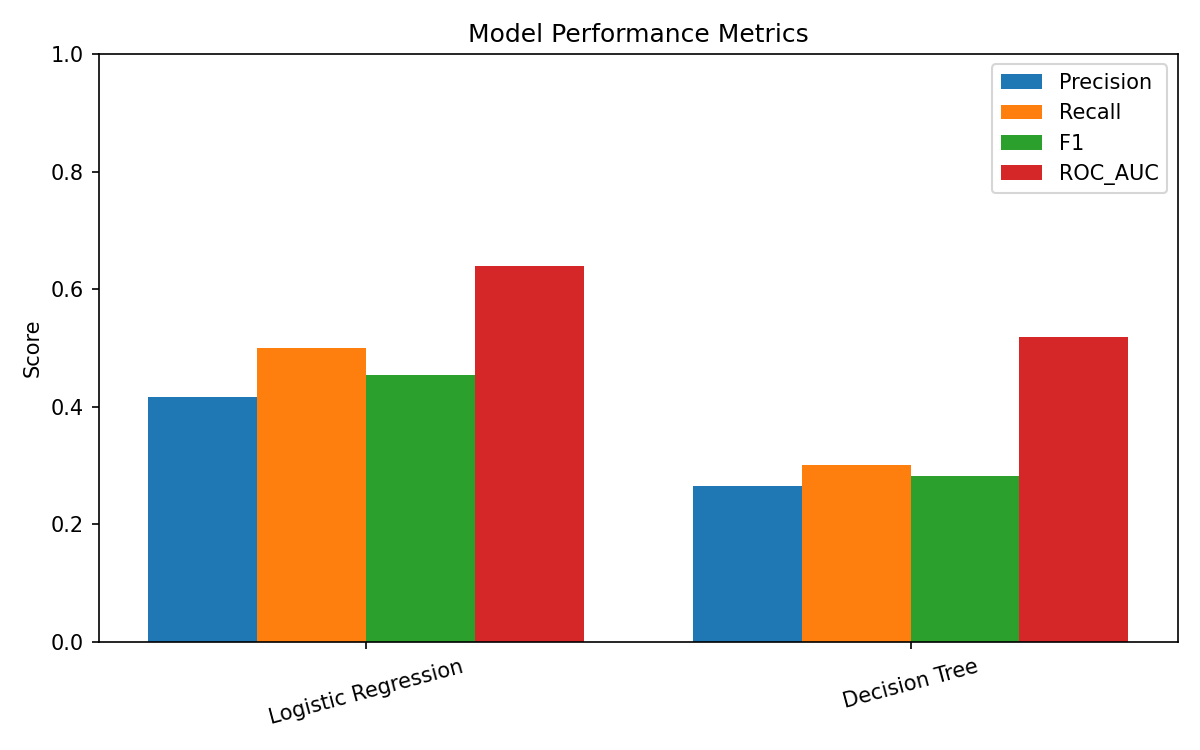 Model Performance Metrics
1.0
0.8
0.6
0.4
0.2
0.0
Score
Precision
Recall
F1
ROC_AUC
Logistic Regression
Decision Tree